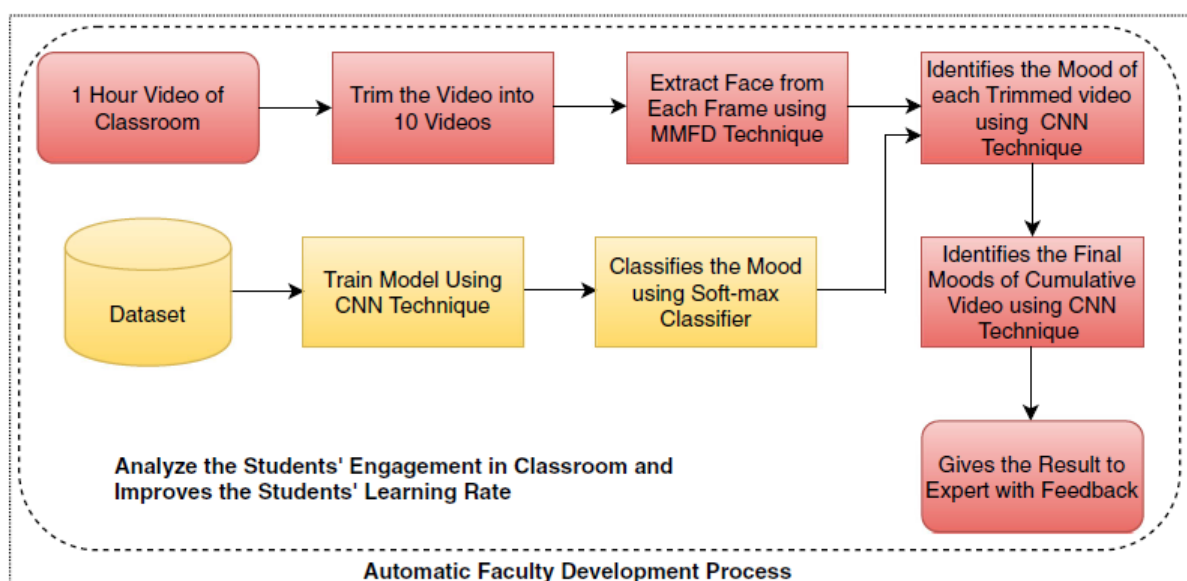 1 Hour Video of
Classroom
Trim the Video into
10 Videos
Extract Face from
Each Frame using
MMFD Technique
Identifies the Mood of
each Trimmed video
using CNN
Technique
Dataset
Train Model Using
CNN Technique
Classifies the Mood
using Soft-max
Classifier
Identifies the Final
Moods of Cumulative
Video using CNN
Technique
Gives the Result to
Expert with Feedback
Analyze the Students' Engagement in Classroom and
Improves the Students' Learning Rate
Automatic Faculty Development Process